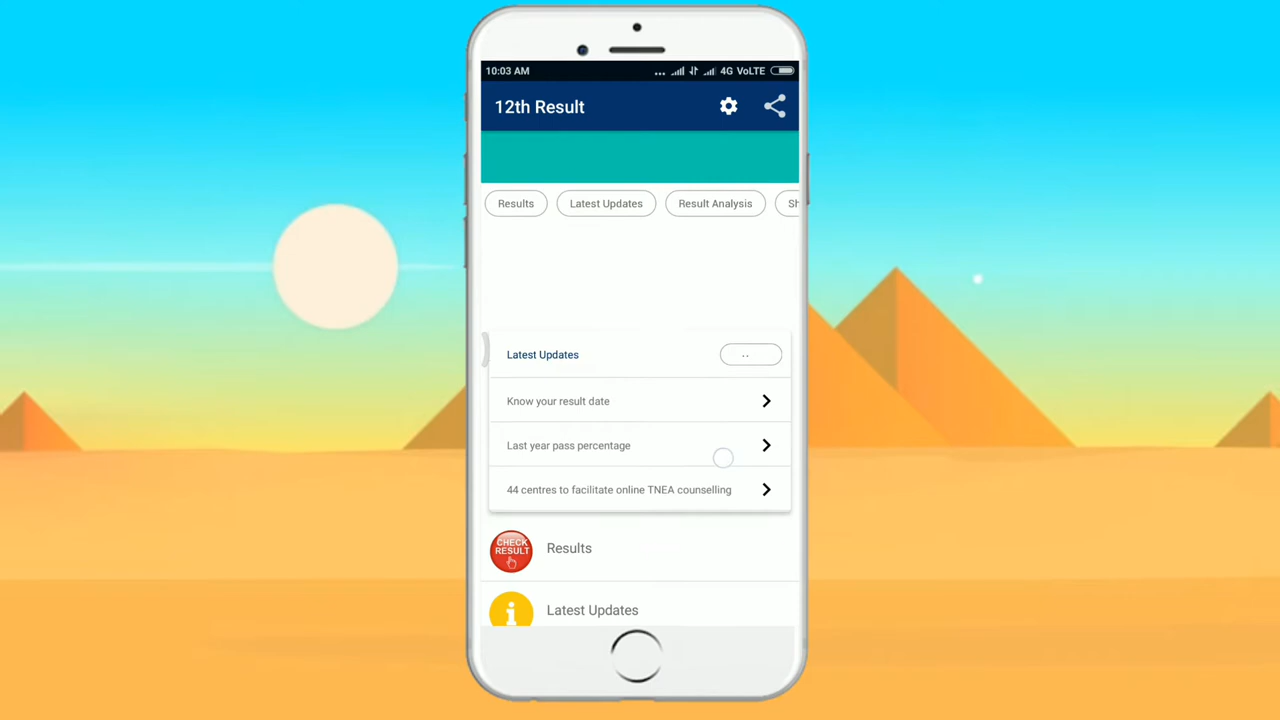 10:03 AM ... 4G VoLTE
12th Result
Results Latest Updates Result Analysis Sh
Latest Updates ..
Know your result date
Last year pass percentage
44 centres to facilitate online TNEA counselling
CHECK
RESULT
Results
i
Latest Updates